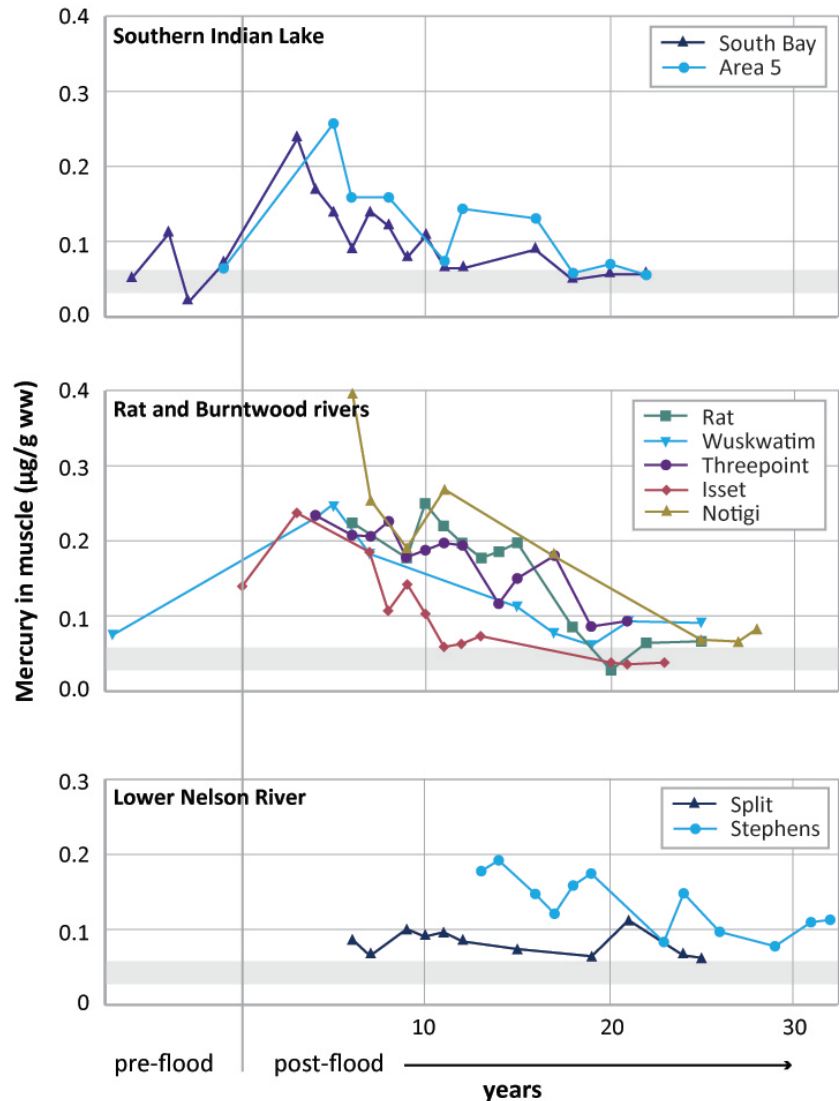 0.4
Southern Indian Lake
South Bay
Area 5
0.3
0.2
0.1
0.0
Mercury in muscle (µg/g ww)
0.4
Rat and Burntwood rivers
Rat
Wuskwatim
Threepoint
Isset
Notigi
0.3
0.2
0.1
0.0
0.3
Lower Nelson River
Split
Stephens
0.2
0.1
0
10 20 30
pre-flood post-flood
years